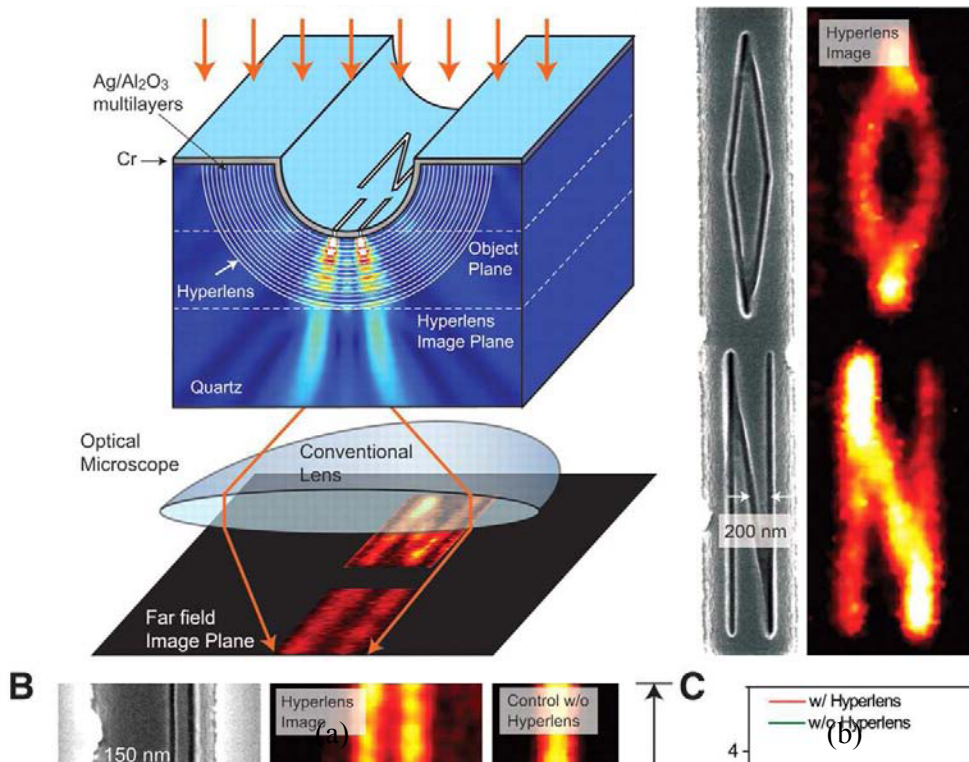 Ag/Al2O3
multilayers
Cr
Object
Plane
Hyperlens
Hyperlens
Image Plane
Quartz
Optical
Microscope
Conventional
Lens
Far field
Image Plane
Hyperlens
Image
200 nm
B
150 nm
Hyperlens
Image
(a)
Control w/o
Hyperlens
C
w/ Hyperlens
w/o Hyperlens
(b)
4